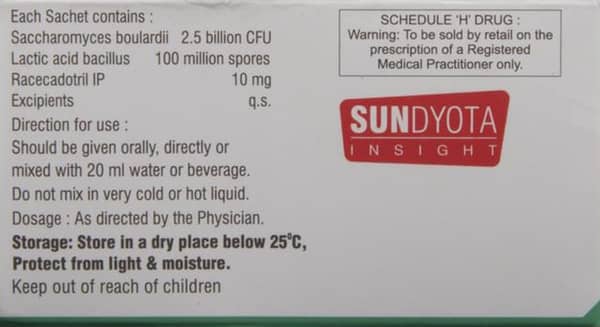 Each Sachet contains :
Saccharomyces boulardii 2.5 billion CFU
Lactic acid bacillus 100 million spores
Racecadotril IP 10 mg
Excipients q.s.
Direction for use :
Should be given orally, directly or
mixed with 20 ml water or beverage.
Do not mix in very cold or hot liquid.
Dosage : As directed by the Physician.
Storage: Store in a dry place below 25°C,
Protect from light & moisture.
Keep out of reach of children
SCHEDULE 'H' DRUG :
Warning: To be sold by retail on the
prescription of a Registered
Medical Practitioner only.
SUNDYOTA
INSIGHT